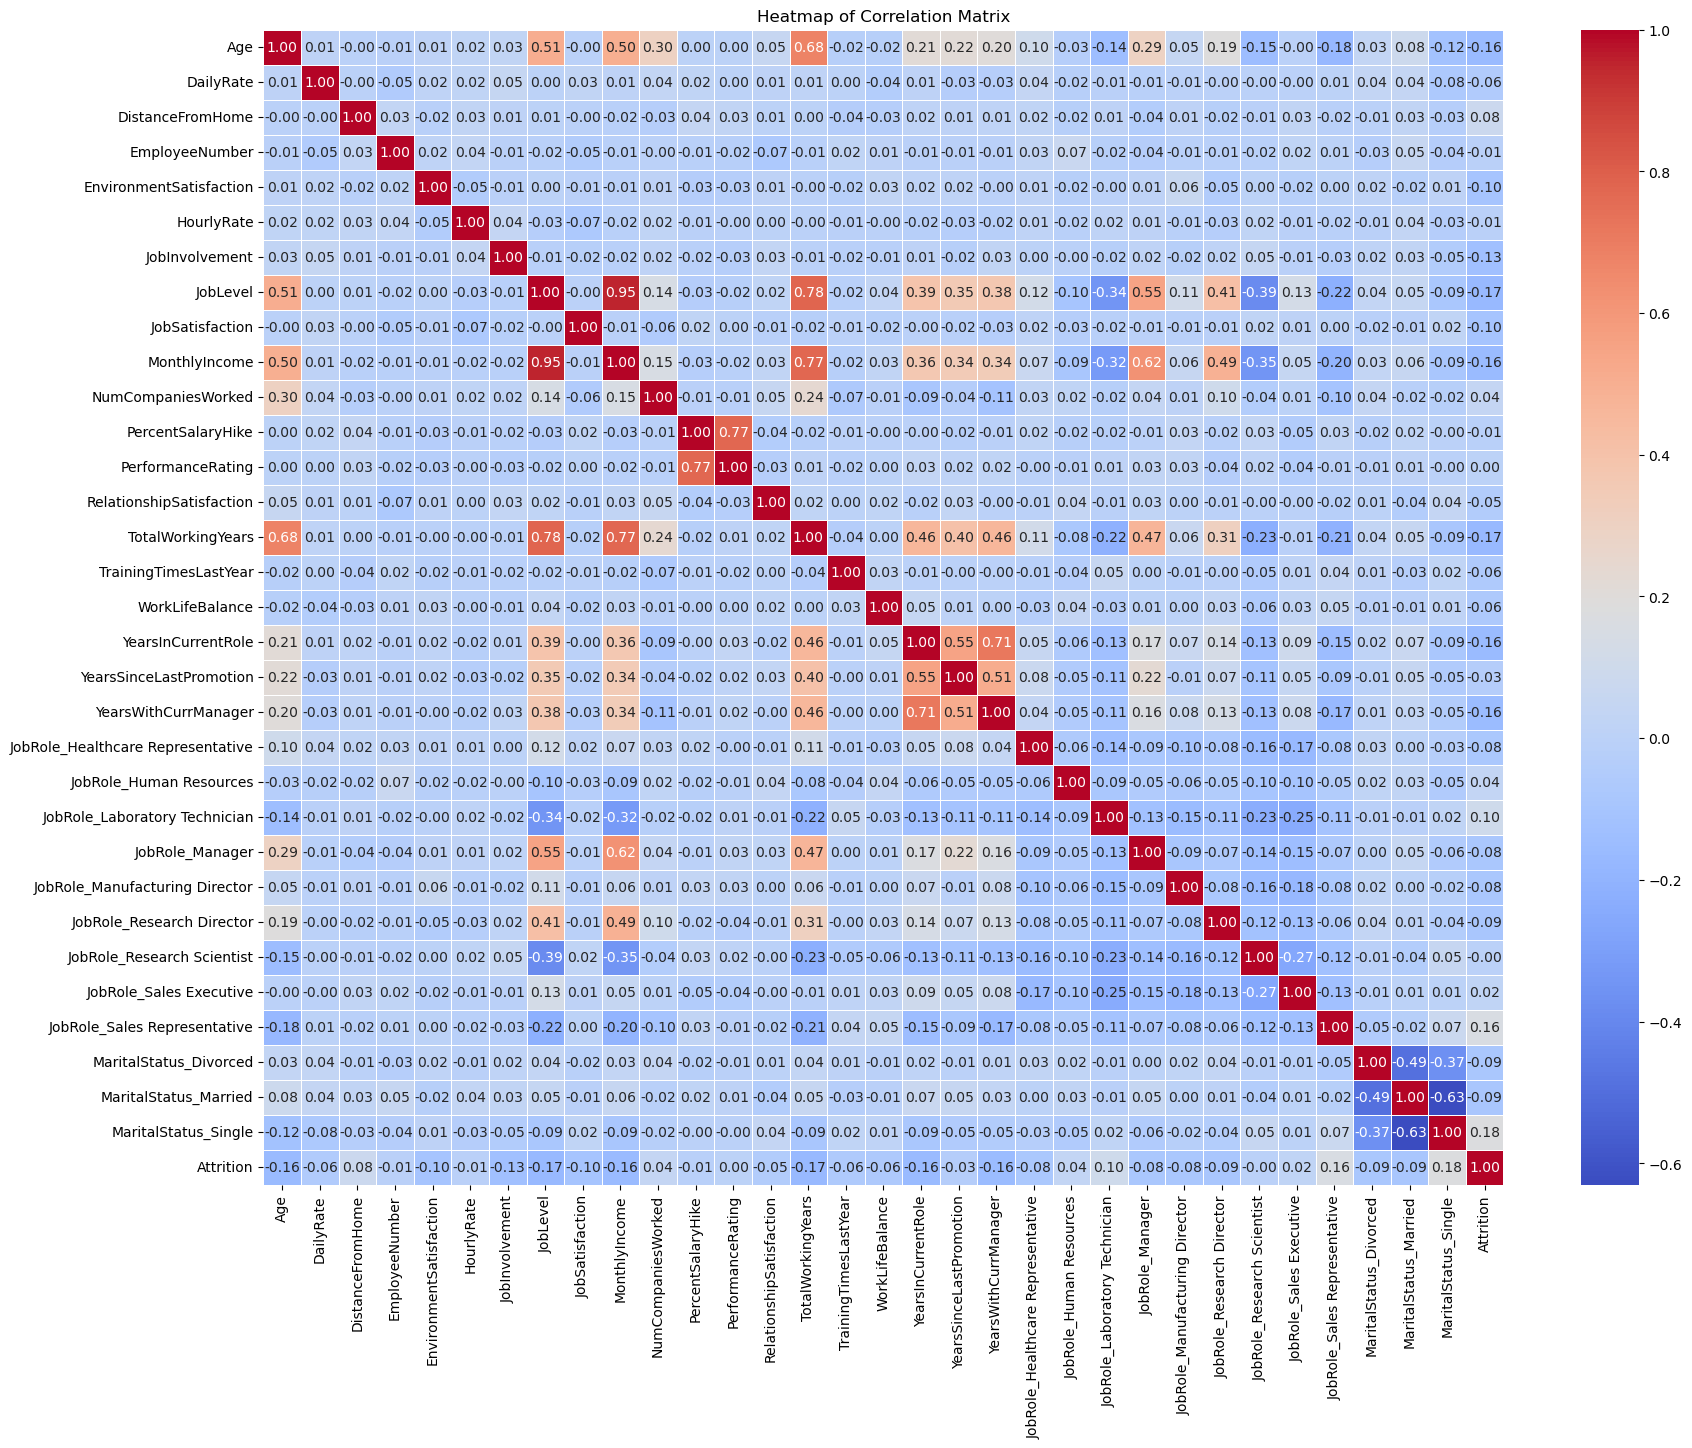 Heatmap of Correlation Matrix
Age 1.00 0.01 -0.00 -0.01 0.01 0.02 0.03 0.51 -0.00 0.50 0.30 0.00 0.00 0.05 0.68 -0.02 -0.02 0.21 0.22 0.20 0.10 -0.03 -0.14 0.29 0.05 0.19 -0.15 -0.00 -0.18 0.03 0.08 -0.12 -0.16
DailyRate 0.01 1.00 -0.00 -0.05 0.02 0.02 0.05 0.00 0.03 0.01 0.04 0.02 0.00 0.01 0.01 0.00 -0.04 0.01 -0.03 -0.03 0.04 -0.02 -0.01 -0.01 -0.01 -0.00 -0.00 -0.00 0.01 0.04 0.04 -0.08 -0.06
DistanceFromHome -0.00 -0.00 1.00 0.03 -0.02 0.03 0.01 0.01 -0.00 -0.02 -0.03 0.04 0.03 0.01 0.00 -0.04 -0.03 0.02 0.01 0.01 0.02 -0.02 0.01 -0.04 0.01 -0.02 -0.01 0.03 -0.02 -0.01 0.03 -0.03 0.08
EmployeeNumber -0.01 -0.05 0.03 1.00 0.02 0.04 -0.01 -0.02 -0.05 -0.01 -0.00 -0.01 -0.02 -0.07 -0.01 0.02 0.01 -0.01 -0.01 -0.01 0.03 0.07 -0.02 -0.04 -0.01 -0.01 -0.02 0.02 0.01 -0.03 0.05 -0.04 -0.01
EnvironmentSatisfaction 0.01 0.02 -0.02 0.02 1.00 -0.05 -0.01 0.00 -0.01 -0.01 0.01 -0.03 -0.03 0.01 -0.00 -0.02 0.03 0.02 0.02 -0.00 0.01 -0.02 -0.00 0.01 0.06 -0.05 0.00 -0.02 0.00 0.02 -0.02 0.01 -0.10
HourlyRate 0.02 0.02 0.03 0.04 -0.05 1.00 0.04 -0.03 -0.07 -0.02 0.02 -0.01 -0.00 0.00 -0.00 -0.01 -0.00 -0.02 -0.03 -0.02 0.01 -0.02 0.02 0.01 -0.01 -0.03 0.02 -0.01 -0.02 -0.01 0.04 -0.03 -0.01
JobInvolvement 0.03 0.05 0.01 -0.01 -0.01 0.04 1.00 -0.01 -0.02 -0.02 0.02 -0.02 -0.03 0.03 -0.01 -0.02 -0.01 0.01 -0.02 0.03 0.00 -0.00 -0.02 0.02 -0.02 0.02 0.05 -0.01 -0.03 0.02 0.03 -0.05 -0.13
JobLevel 0.51 0.00 0.01 -0.02 0.00 -0.03 -0.01 1.00 -0.00 0.95 0.14 -0.03 -0.02 0.02 0.78 -0.02 0.04 0.39 0.35 0.38 0.12 -0.10 -0.34 0.55 0.11 0.41 -0.39 0.13 -0.22 0.04 0.05 -0.09 -0.17
JobSatisfaction -0.00 0.03 -0.00 -0.05 -0.01 -0.07 -0.02 -0.00 1.00 -0.01 -0.06 0.02 0.00 -0.01 -0.02 -0.01 -0.02 -0.00 -0.02 -0.03 0.02 -0.03 -0.02 -0.01 -0.01 -0.01 0.02 0.01 0.00 -0.02 -0.01 0.02 -0.10
MonthlyIncome 0.50 0.01 -0.02 -0.01 -0.01 -0.02 -0.02 0.95 -0.01 1.00 0.15 -0.03 -0.02 0.03 0.77 -0.02 0.03 0.36 0.34 0.34 0.07 -0.09 -0.32 0.62 0.06 0.49 -0.35 0.05 -0.20 0.03 0.06 -0.09 -0.16
NumCompaniesWorked 0.30 0.04 -0.03 -0.00 0.01 0.02 0.02 0.14 -0.06 0.15 1.00 -0.01 -0.01 0.05 0.24 -0.07 -0.01 -0.09 -0.04 -0.11 0.03 0.02 -0.02 0.04 0.01 0.10 -0.04 0.01 -0.10 0.04 -0.02 -0.02 0.04
PercentSalaryHike 0.00 0.02 0.04 -0.01 -0.03 -0.01 -0.02 -0.03 0.02 -0.03 -0.01 1.00 0.77 -0.04 -0.02 -0.01 -0.00 -0.00 -0.02 -0.01 0.02 -0.02 -0.02 -0.01 0.03 -0.02 0.03 -0.05 0.03 -0.02 0.02 -0.00 -0.01
PerformanceRating 0.00 0.00 0.03 -0.02 -0.03 -0.00 -0.03 -0.02 0.00 -0.02 -0.01 0.77 1.00 -0.03 0.01 -0.02 0.00 0.03 0.02 0.02 -0.00 -0.01 0.01 0.03 0.03 -0.04 0.02 -0.04 -0.01 -0.01 0.01 -0.00 0.00
RelationshipSatisfaction 0.05 0.01 0.01 -0.07 0.01 0.00 0.03 0.02 -0.01 0.03 0.05 -0.04 -0.03 1.00 0.02 0.00 0.02 -0.02 0.03 -0.00 -0.01 0.04 -0.01 0.03 0.00 -0.01 -0.00 -0.00 -0.02 0.01 -0.04 0.04 -0.05
TotalWorkingYears 0.68 0.01 0.00 -0.01 -0.00 -0.00 -0.01 0.78 -0.02 0.77 0.24 -0.02 0.01 0.02 1.00 -0.04 0.00 0.46 0.40 0.46 0.11 -0.08 -0.22 0.47 0.06 0.31 -0.23 -0.01 -0.21 0.04 0.05 -0.09 -0.17
TrainingTimesLastYear -0.02 0.00 -0.04 0.02 -0.02 -0.01 -0.02 -0.02 -0.01 -0.02 -0.07 -0.01 -0.02 0.00 -0.04 1.00 0.03 -0.01 -0.00 -0.00 -0.01 -0.04 0.05 0.00 -0.01 -0.00 -0.05 0.01 0.04 0.01 -0.03 0.02 -0.06
WorkLifeBalance -0.02 -0.04 -0.03 0.01 0.03 -0.00 -0.01 0.04 -0.02 0.03 -0.01 -0.00 0.00 0.02 0.00 0.03 1.00 0.05 0.01 0.00 -0.03 0.04 -0.03 0.01 0.00 0.03 -0.06 0.03 0.05 -0.01 -0.01 0.01 -0.06
YearsInCurrentRole 0.21 0.01 0.02 -0.01 0.02 -0.02 0.01 0.39 -0.00 0.36 -0.09 -0.00 0.03 -0.02 0.46 -0.01 0.05 1.00 0.55 0.71 0.05 -0.06 -0.13 0.17 0.07 0.14 -0.13 0.09 -0.15 0.02 0.07 -0.09 -0.16
YearsSinceLastPromotion 0.22 -0.03 0.01 -0.01 0.02 -0.03 -0.02 0.35 -0.02 0.34 -0.04 -0.02 0.02 0.03 0.40 -0.00 0.01 0.55 1.00 0.51 0.08 -0.05 -0.11 0.22 -0.01 0.07 -0.11 0.05 -0.09 -0.01 0.05 -0.05 -0.03
YearsWithCurrManager 0.20 -0.03 0.01 -0.01 -0.00 -0.02 0.03 0.38 -0.03 0.34 -0.11 -0.01 0.02 -0.00 0.46 -0.00 0.00 0.71 0.51 1.00 0.04 -0.05 -0.11 0.16 0.08 0.13 -0.13 0.08 -0.17 0.01 0.03 -0.05 -0.16
JobRole_Healthcare Representative 0.10 0.04 0.02 0.03 0.01 0.01 0.00 0.12 0.02 0.07 0.03 0.02 -0.00 -0.01 0.11 -0.01 -0.03 0.05 0.08 0.04 1.00 -0.06 -0.14 -0.09 -0.10 -0.08 -0.16 -0.17 -0.08 0.03 0.00 -0.03 -0.08
JobRole_Human Resources -0.03 -0.02 -0.02 0.07 -0.02 -0.02 -0.00 -0.10 -0.03 -0.09 0.02 -0.02 -0.01 0.04 -0.08 -0.04 0.04 -0.06 -0.05 -0.05 -0.06 1.00 -0.09 -0.05 -0.06 -0.05 -0.10 -0.10 -0.05 0.02 0.03 -0.05 0.04
JobRole_Laboratory Technician -0.14 -0.01 0.01 -0.02 -0.00 0.02 -0.02 -0.34 -0.02 -0.32 -0.02 -0.02 0.01 -0.01 -0.22 0.05 -0.03 -0.13 -0.11 -0.11 -0.14 -0.09 1.00 -0.13 -0.15 -0.11 -0.23 -0.25 -0.11 -0.01 -0.01 0.02 0.10
JobRole_Manager 0.29 -0.01 -0.04 -0.04 0.01 0.01 0.02 0.55 -0.01 0.62 0.04 -0.01 0.03 0.03 0.47 0.00 0.01 0.17 0.22 0.16 -0.09 -0.05 -0.13 1.00 -0.09 -0.07 -0.14 -0.15 -0.07 0.00 0.05 -0.06 -0.08
JobRole_Manufacturing Director 0.05 -0.01 0.01 -0.01 0.06 -0.01 -0.02 0.11 -0.01 0.06 0.01 0.03 0.03 0.00 0.06 -0.01 0.00 0.07 -0.01 0.08 -0.10 -0.06 -0.15 -0.09 1.00 -0.08 -0.16 -0.18 -0.08 0.02 0.00 -0.02 -0.08
JobRole_Research Director 0.19 -0.00 -0.02 -0.01 -0.05 -0.03 0.02 0.41 -0.01 0.49 0.10 -0.02 -0.04 -0.01 0.31 -0.00 0.03 0.14 0.07 0.13 -0.08 -0.05 -0.11 -0.07 -0.08 1.00 -0.12 -0.13 -0.06 0.04 0.01 -0.04 -0.09
JobRole_Research Scientist -0.15 -0.00 -0.01 -0.02 0.00 0.02 0.05 -0.39 0.02 -0.35 -0.04 0.03 0.02 -0.00 -0.23 -0.05 -0.06 -0.13 -0.11 -0.13 -0.16 -0.10 -0.23 -0.14 -0.16 -0.12 1.00 -0.27 -0.12 -0.01 -0.04 0.05 -0.00
JobRole_Sales Executive -0.00 -0.00 0.03 0.02 -0.02 -0.01 -0.01 0.13 0.01 0.05 0.01 -0.05 -0.04 -0.00 -0.01 0.01 0.03 0.09 0.05 0.08 -0.17 -0.10 -0.25 -0.15 -0.18 -0.13 -0.27 1.00 -0.13 -0.01 0.01 0.01 0.02
JobRole_Sales Representative -0.18 0.01 -0.02 0.01 0.00 -0.02 -0.03 -0.22 0.00 -0.20 -0.10 0.03 -0.01 -0.02 -0.21 0.04 0.05 -0.15 -0.09 -0.17 -0.08 -0.05 -0.11 -0.07 -0.08 -0.06 -0.12 -0.13 1.00 -0.05 -0.02 0.07 0.16
MaritalStatus_Divorced 0.03 0.04 -0.01 -0.03 0.02 -0.01 0.02 0.04 -0.02 0.03 0.04 -0.02 -0.01 0.01 0.04 0.01 -0.01 0.02 -0.01 0.01 0.03 0.02 -0.01 0.00 0.02 0.04 -0.01 -0.01 -0.05 1.00 -0.49 -0.37 -0.09
MaritalStatus_Married 0.08 0.04 0.03 0.05 -0.02 0.04 0.03 0.05 -0.01 0.06 -0.02 0.02 0.01 -0.04 0.05 -0.03 -0.01 0.07 0.05 0.03 0.00 0.03 -0.01 0.05 0.00 0.01 -0.04 0.01 -0.02 -0.49 1.00 -0.63 -0.09
MaritalStatus_Single -0.12 -0.08 -0.03 -0.04 0.01 -0.03 -0.05 -0.09 0.02 -0.09 -0.02 -0.00 -0.00 0.04 -0.09 0.02 0.01 -0.09 -0.05 -0.05 -0.03 -0.05 0.02 -0.06 -0.02 -0.04 0.05 0.01 0.07 -0.37 -0.63 1.00 0.18
Attrition -0.16 -0.06 0.08 -0.01 -0.10 -0.01 -0.13 -0.17 -0.10 -0.16 0.04 -0.01 0.00 -0.05 -0.17 -0.06 -0.06 -0.16 -0.03 -0.16 -0.08 0.04 0.10 -0.08 -0.08 -0.09 -0.00 0.02 0.16 -0.09 -0.09 0.18 1.00
Age
DailyRate
DistanceFromHome
EmployeeNumber
EnvironmentSatisfaction
HourlyRate
JobInvolvement
JobLevel
JobSatisfaction
MonthlyIncome
NumCompaniesWorked
PercentSalaryHike
PerformanceRating
RelationshipSatisfaction
TotalWorkingYears
TrainingTimesLastYear
WorkLifeBalance
YearsInCurrentRole
YearsSinceLastPromotion
YearsWithCurrManager
JobRole_Healthcare Representative
JobRole_Human Resources
JobRole_Laboratory Technician
JobRole_Manager
JobRole_Manufacturing Director
JobRole_Research Director
JobRole_Research Scientist
JobRole_Sales Executive
JobRole_Sales Representative
MaritalStatus_Divorced
MaritalStatus_Married
MaritalStatus_Single
Attrition
1.0
0.8
0.6
0.4
0.2
0.0
−0.2
−0.4
−0.6